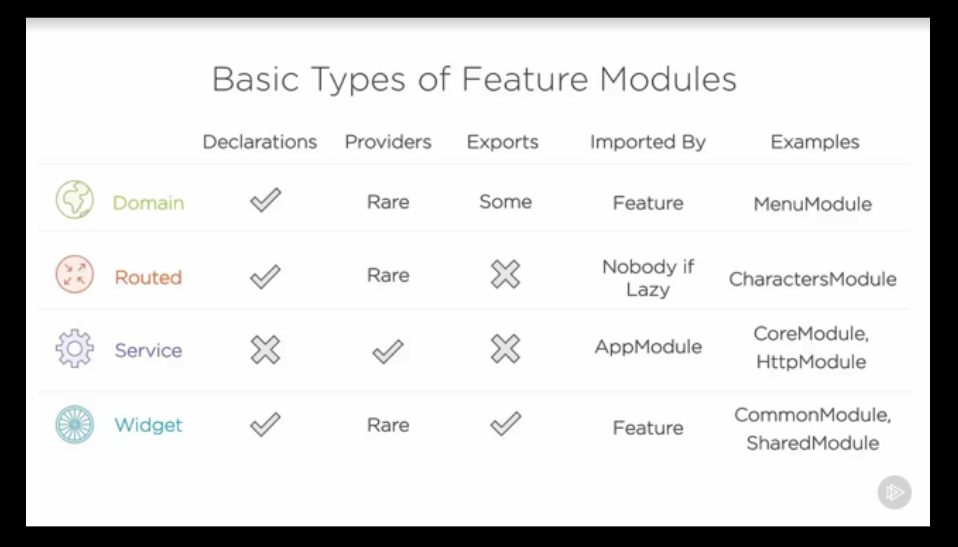 Basic Types of Feature Modules
Declarations Providers Exports Imported By Examples
Domain Rare Some Feature MenuModule
Routed Rare Nobody if Lazy CharactersModule
Service AppModule CoreModule, HttpModule
Widget Rare Feature CommonModule, SharedModule